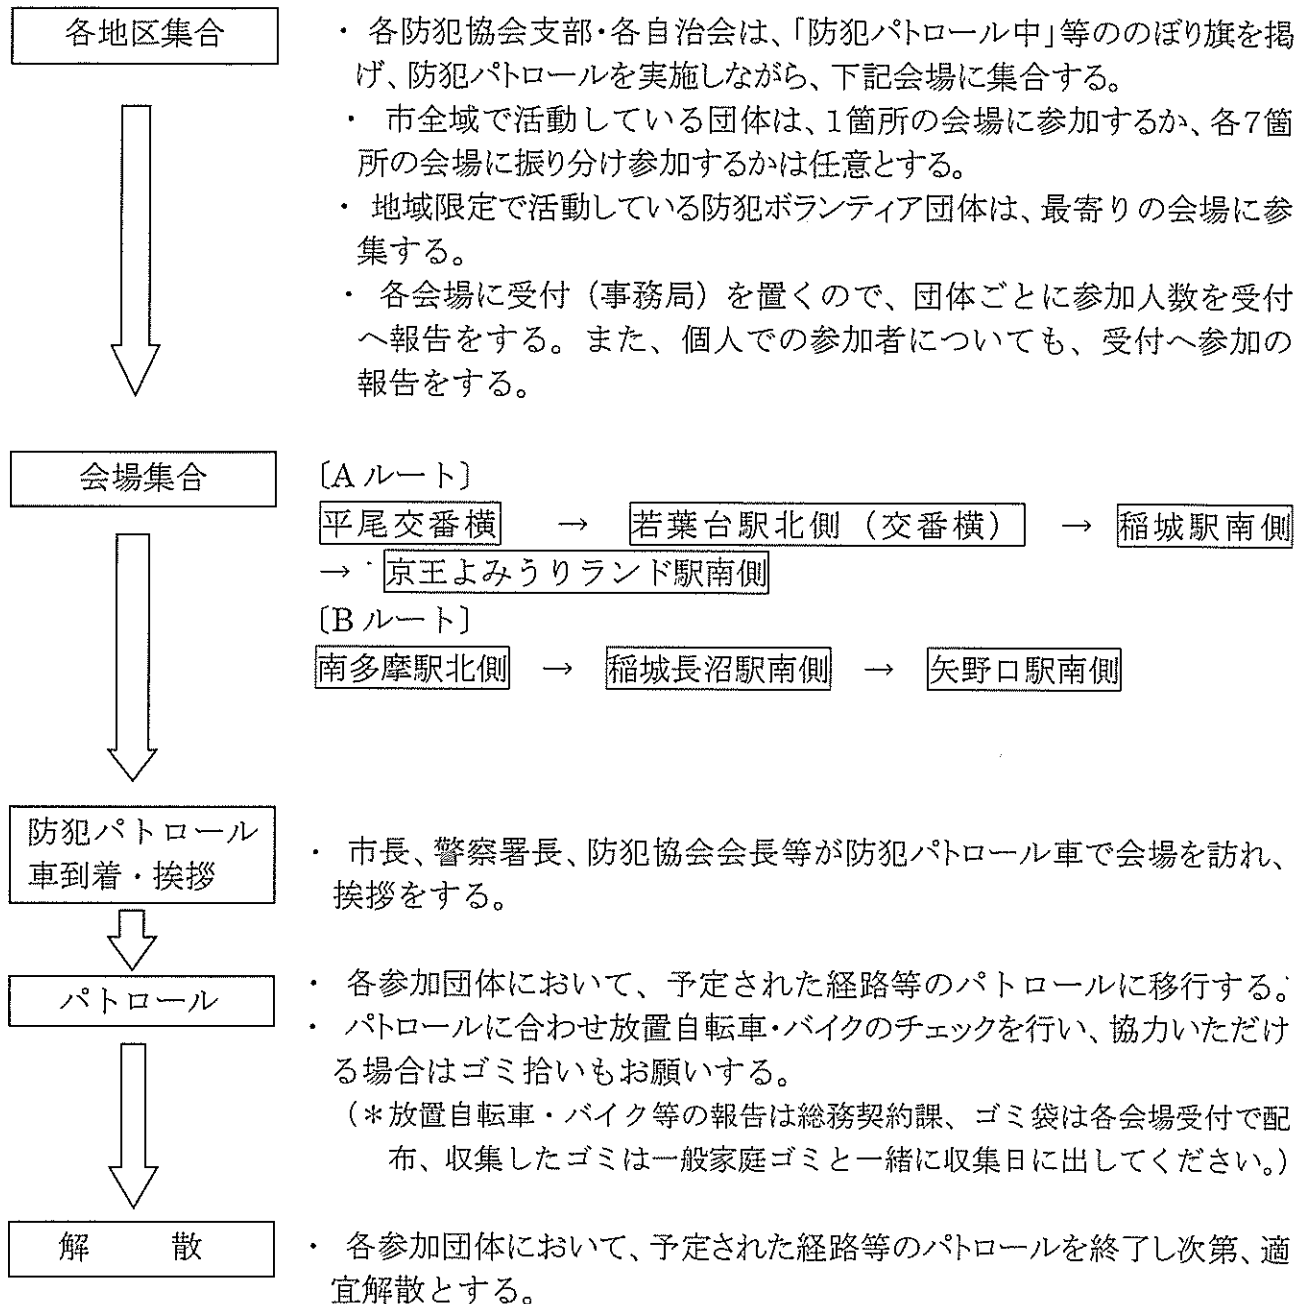 各地区集合
・ 各防犯協会支部・各自治会は、「防犯パトロール中」等ののぼり旗を掲
げ、防犯パトロールを実施しながら、下記会場に集合する。
・ 市全域で活動している団体は、1箇所の会場に参加するか、各7箇
所の会場に振り分け参加するかは任意とする。
・ 地域限定で活動している防犯ボランティア団体は、最寄りの会場に参
集する。
・ 各会場に受付（事務局）を置くので、団体ごとに参加人数を受付
へ報告をする。また、個人での参加者についても、受付へ参加の
報告をする。
会場集合
〔A ルート〕
平尾交番横 → 若葉台駅北側（交番横） → 稲城駅南側
→ 京王よみうりランド駅南側
〔B ルート〕
南多摩駅北側 → 稲城長沼駅南側 → 矢野口駅南側
防犯パトロール
車到着・挨拶
・ 市長、警察署長、防犯協会会長等が防犯パトロール車で会場を訪れ、
挨拶をする。
パトロール
・ 各参加団体において、予定された経路等のパトロールに移行する。
・ パトロールに合わせ放置自転車・バイクのチェックを行い、協力いただけ
る場合はゴミ拾いもお願いする。
（＊放置自転車・バイク等の報告は総務契約課、ゴミ袋は各会場受付で配
布、収集したゴミは一般家庭ゴミと一緒に収集日に出してください。）
解 散
・ 各参加団体において、予定された経路等のパトロールを終了し次第、適
宜解散とする。